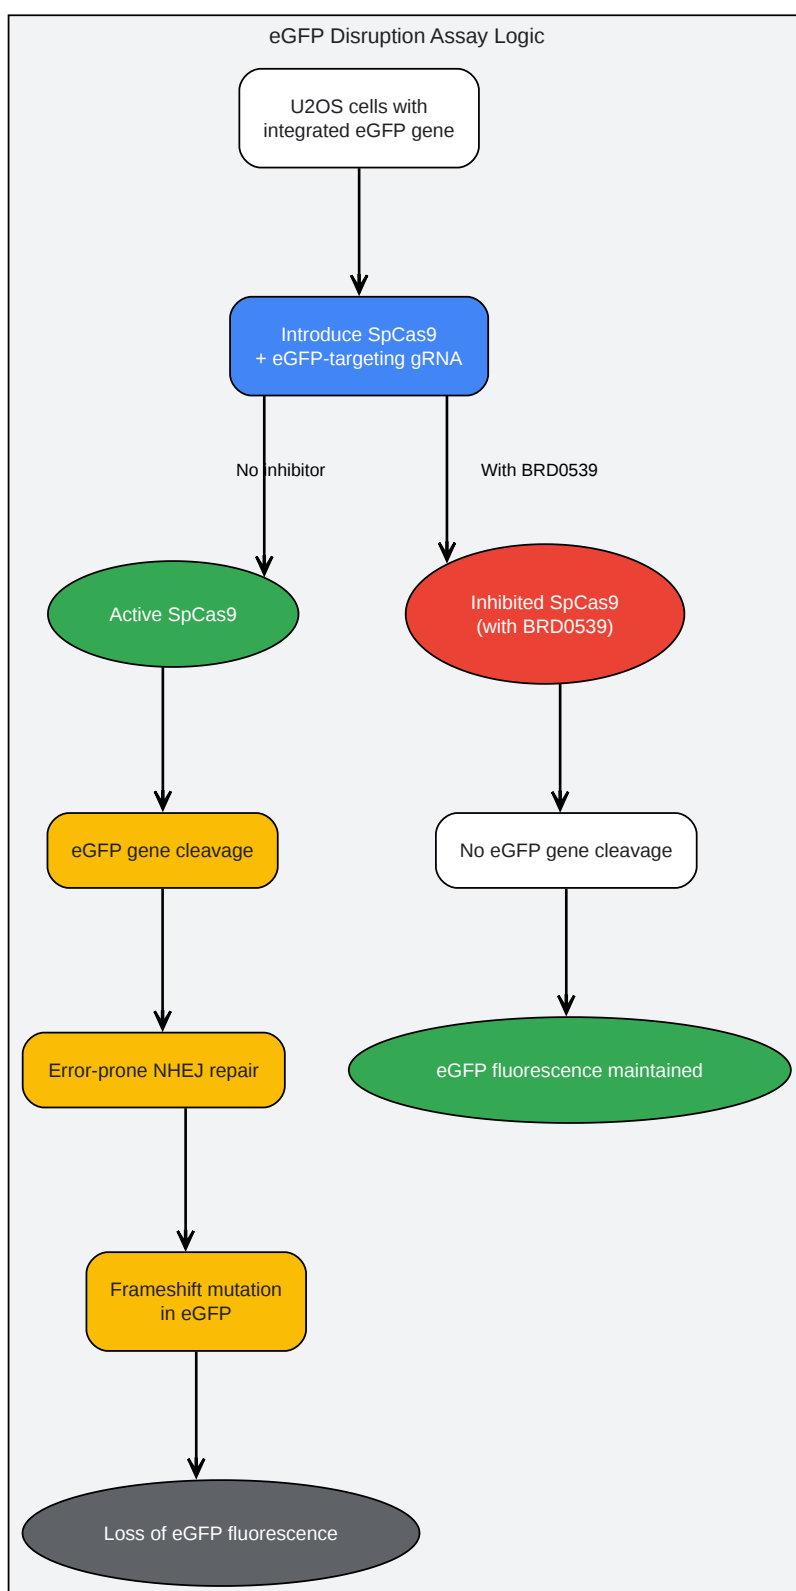 eGFP Disruption Assay Logic
U2OS cells with
integrated eGFP gene
Introduce SpCas9
+ eGFP-targeting gRNA
No inhibitor
With BRD0539
Active SpCas9
Inhibited SpCas9
(with BRD0539)
eGFP gene cleavage
No eGFP gene cleavage
Error-prone NHEJ repair
eGFP fluorescence maintained
Frameshift mutation
in eGFP
Loss of eGFP fluorescence